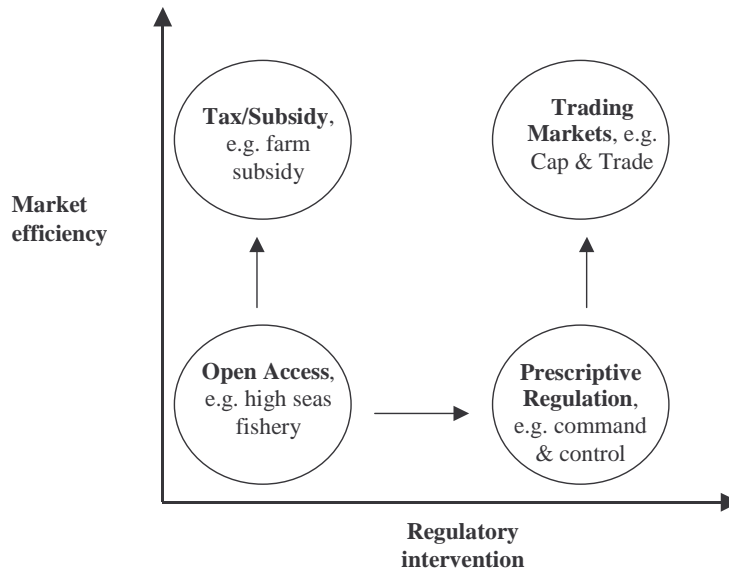 Tax/Subsidy,
e.g. farm
subsidy
Trading
Markets, e.g.
Cap & Trade
Market
efficiency
Open Access,
e.g. high seas
fishery
Prescriptive
Regulation,
e.g. command
& control
Regulatory
intervention